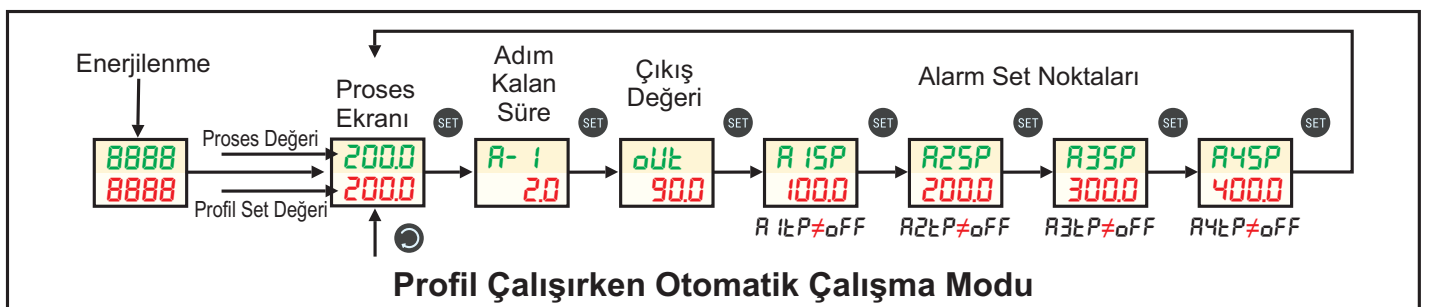 Enerjilenme
Adım
Kalan
Süre
Çıkış
Değeri
Alarm Set Noktaları
Proses
Ekranı
SET SET SET SET SET SET SET
Proses Değeri
8888 200.0 A-1 oUt A1SP A2SP A3SP A4SP
8888 200.0 2.0 90.0 100.0 200.0 300.0 400.0
Profil Set Değeri
A1tP≠oFF A2tP≠oFF A3tP≠oFF A4tP≠oFF
Profil Çalışırken Otomatik Çalışma Modu